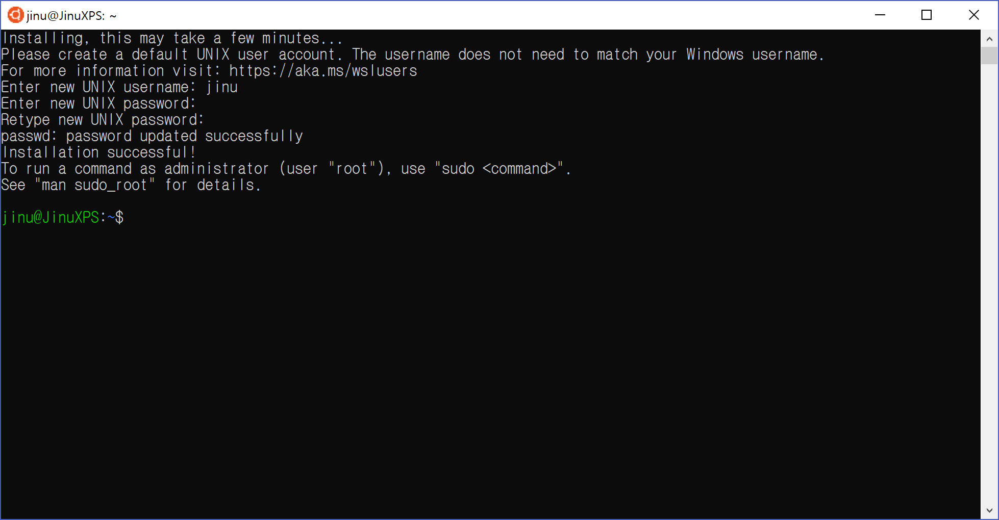 jinu@JinuXPS: ~
Installing, this may take a few minutes...
Please create a default UNIX user account. The username does not need to match your Windows username.
For more information visit: https://aka.ms/wslusers
Enter new UNIX username: jinu
Enter new UNIX password:
Retype new UNIX password:
passwd: password updated successfully
Installation successful!
To run a command as administrator (user "root"), use "sudo <command>".
See "man sudo_root" for details.
jinu@JinuXPS:~$